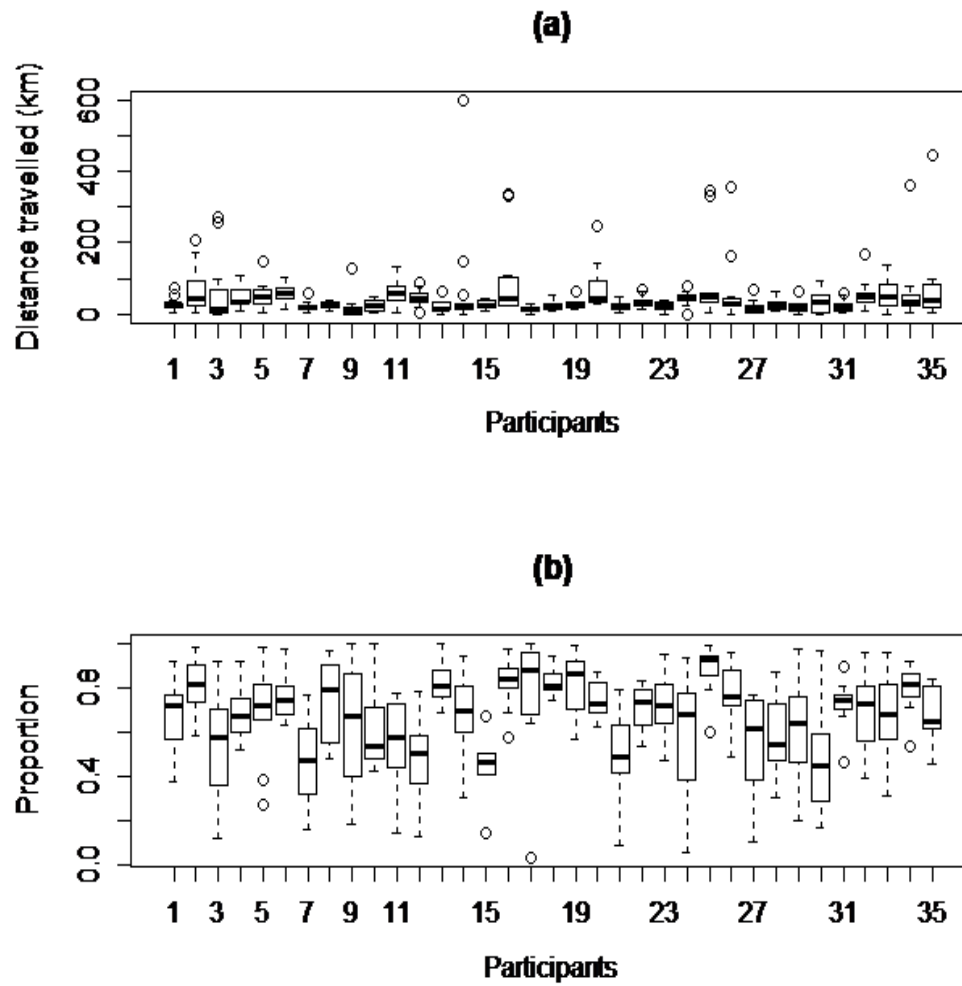 (a)
Distance travelled (km)
600
400
200
0
1 3 5 7 9 11 15 19 23 27 31 35
Participants
(b)
Proportion
0.8
0.4
0.0
1 3 5 7 9 11 15 19 23 27 31 35
Participants